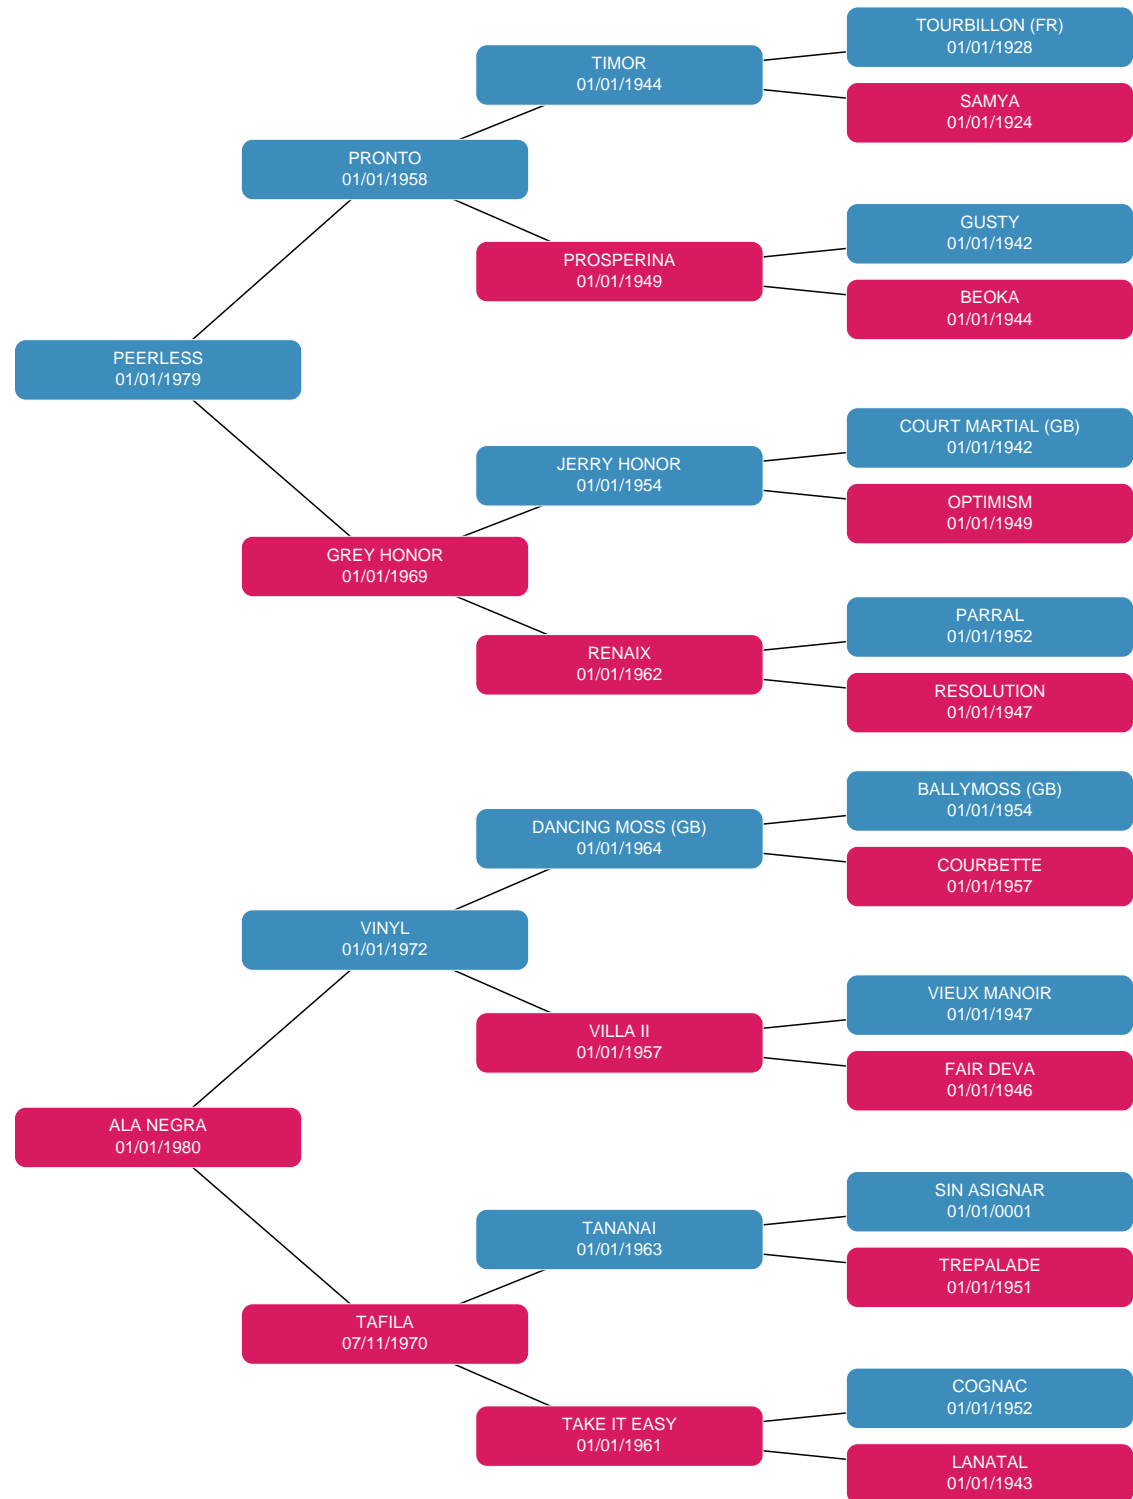 TOURBILLON (FR)
01/01/1928
TIMOR
01/01/1944
SAMYA
01/01/1924
PRONTO
01/01/1958
GUSTY
01/01/1942
PROSPERINA
01/01/1949
BEOKA
01/01/1944
PEERLESS
01/01/1979
COURT MARTIAL (GB)
01/01/1942
JERRY HONOR
01/01/1954
OPTIMISM
01/01/1949
GREY HONOR
01/01/1969
PARRAL
01/01/1952
RENAIX
01/01/1962
RESOLUTION
01/01/1947
BALLYMOSS (GB)
01/01/1954
DANCING MOSS (GB)
01/01/1964
COURBETTE
01/01/1957
VINYL
01/01/1972
VIEUX MANOIR
01/01/1947
VILLA II
01/01/1957
FAIR DEVA
01/01/1946
ALA NEGRA
01/01/1980
SIN ASIGNAR
01/01/0001
TANANAI
01/01/1963
TREPALADE
01/01/1951
TAFILA
07/11/1970
COGNAC
01/01/1952
TAKE IT EASY
01/01/1961
LANATAL
01/01/1943